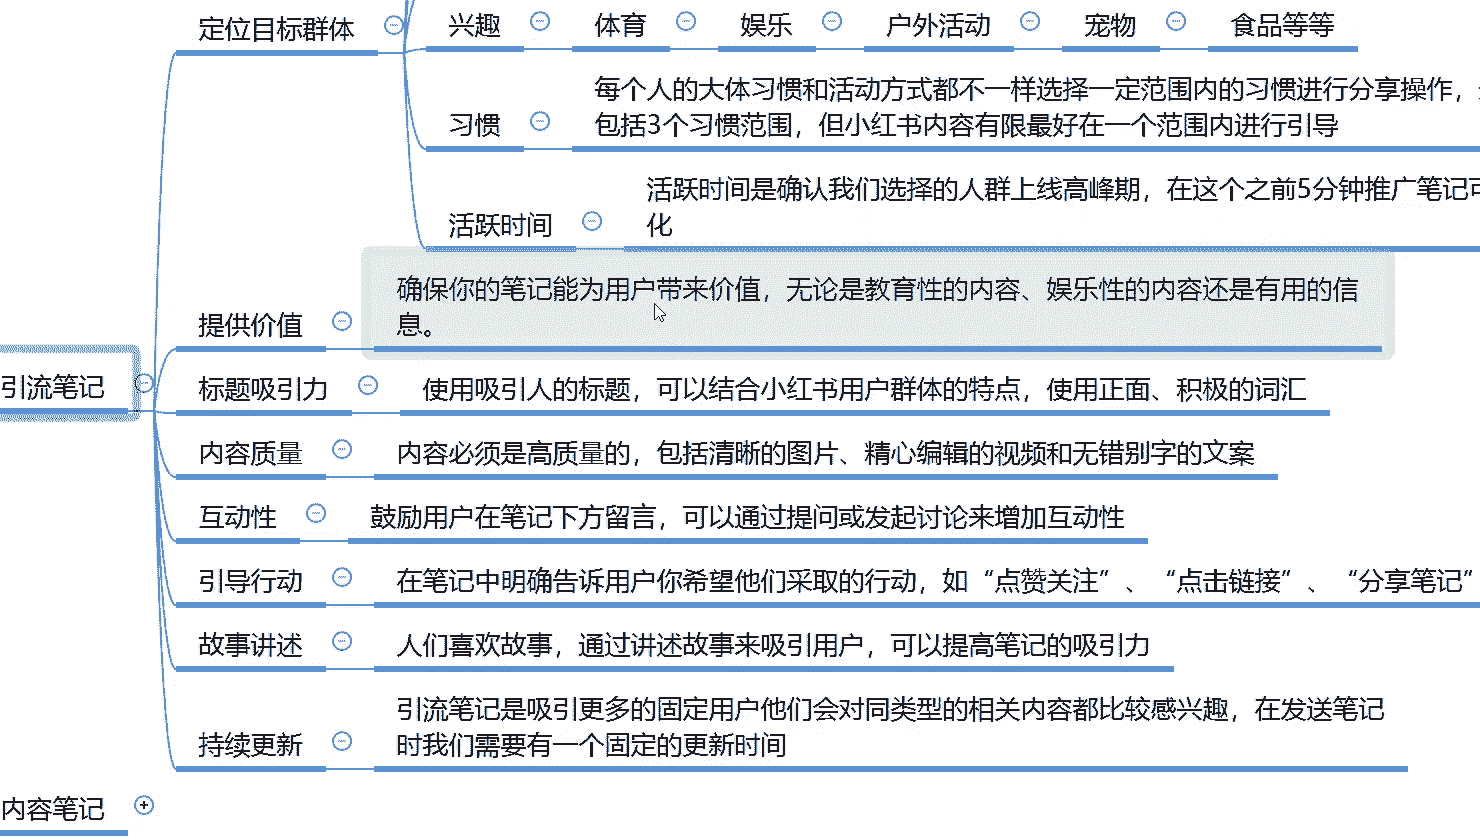 定位目标群体
兴趣
体育
娱乐
户外活动
宠物
食品等等
习惯
每个人的大体习惯和活动方式都不一样选择一定范围内的习惯进行分享操作，
包括3个习惯范围，但小红书内容有限最好在一个范围内进行引导
活跃时间
活跃时间是确认我们选择的人群上线高峰期，在这个之前5分钟推广笔记可
化
提供价值
确保你的笔记能为用户带来价值，无论是教育性的内容、娱乐性的内容还是有用的信
息。
引流笔记
标题吸引力
使用吸引人的标题，可以结合小红书用户群体的特点，使用正面、积极的词汇
内容质量
内容必须是高质量的，包括清晰的图片、精心编辑的视频和无错别字的文案
互动性
鼓励用户在笔记下方留言，可以通过提问或发起讨论来增加互动性
引导行动
在笔记中明确告诉用户你希望他们采取的行动，如“点赞关注”、“点击链接”、“分享笔记”
故事讲述
人们喜欢故事，通过讲述故事来吸引用户，可以提高笔记的吸引力
持续更新
引流笔记是吸引更多的固定用户他们会对同类型的相关内容都比较感兴趣，在发送笔记
时我们需要有一个固定的更新时间
内容笔记